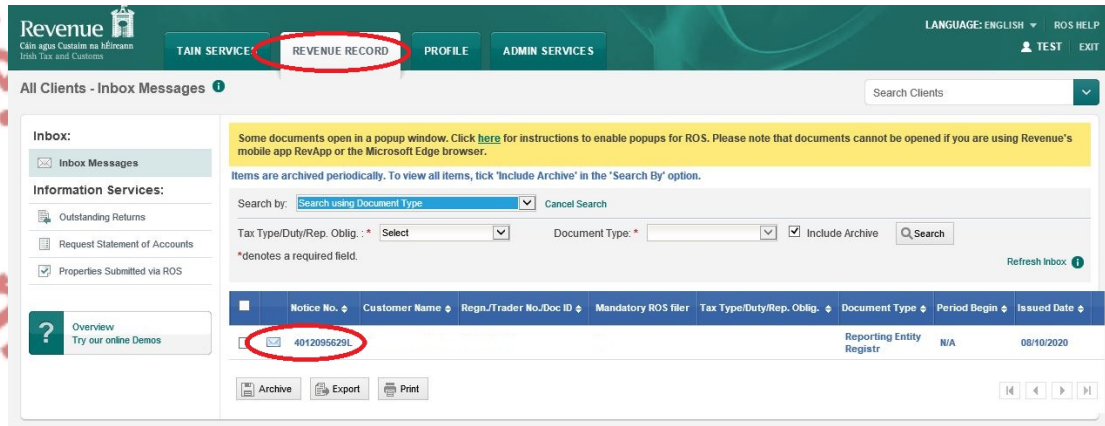 Revenue
Cáin agus Custaim na hÉireann
Irish Tax and Customs
TAIN SERVICES
REVENUE RECORD
PROFILE
ADMIN SERVICES
LANGUAGE: ENGLISH
ROS HELP
TEST
EXIT
All Clients - Inbox Messages
Search Clients
Inbox:
Inbox Messages
Information Services:
Outstanding Returns
Request Statement of Accounts
Properties Submitted via ROS
Overview
Try our online Demos
Some documents open in a popup window. Click here for instructions to enable popups for ROS. Please note that documents cannot be opened if you are using Revenue's
mobile app RevApp or the Microsoft Edge browser.
Items are archived periodically. To view all items, tick 'Include Archive' in the 'Search By' option.
Search by: Search using Document Type Cancel Search
Tax Type/Duty/Rep. Oblig. : * Select Document Type: * Include Archive Search
*denotes a required field.
Refresh Inbox
Notice No. Customer Name Regn./Trader No./Doc ID Mandatory ROS filer Tax Type/Duty/Rep. Oblig. Document Type Period Begin Issued Date
4012095629L Reporting Entity Registr N/A 08/10/2020
Archive Export Print